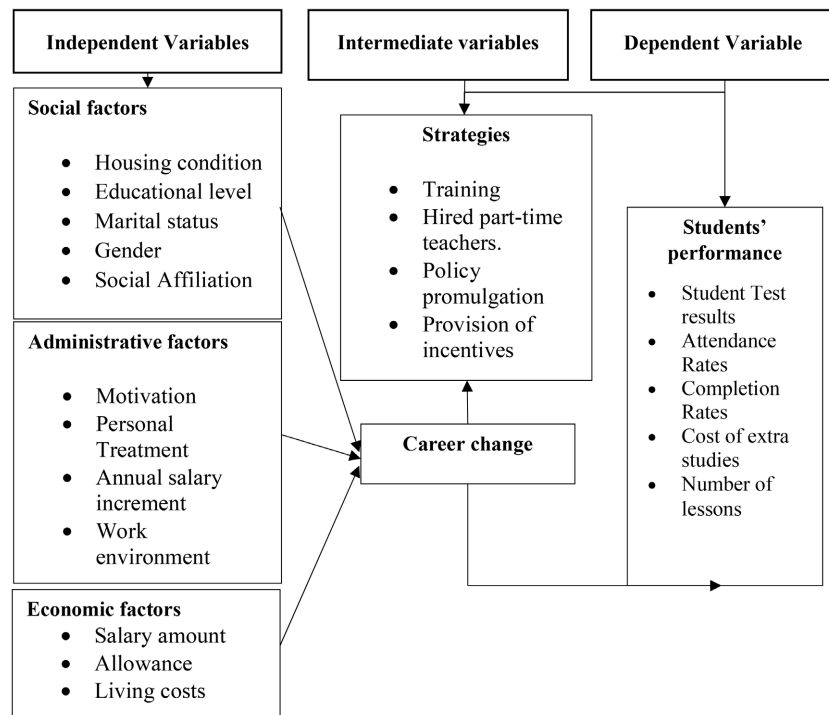 Independent Variables
Intermediate variables
Dependent Variable
Social factors
• Housing condition
• Educational level
• Marital status
• Gender
• Social Affiliation
Administrative factors
• Motivation
• Personal
Treatment
• Annual salary
increment
• Work
environment
Economic factors
• Salary amount
• Allowance
• Living costs
Strategies
• Training
• Hired part-time
teachers.
• Policy
promulgation
• Provision of
incentives
Career change
Students’
performance
• Student Test
results
• Attendance
Rates
• Completion
Rates
• Cost of extra
studies
• Number of
lessons